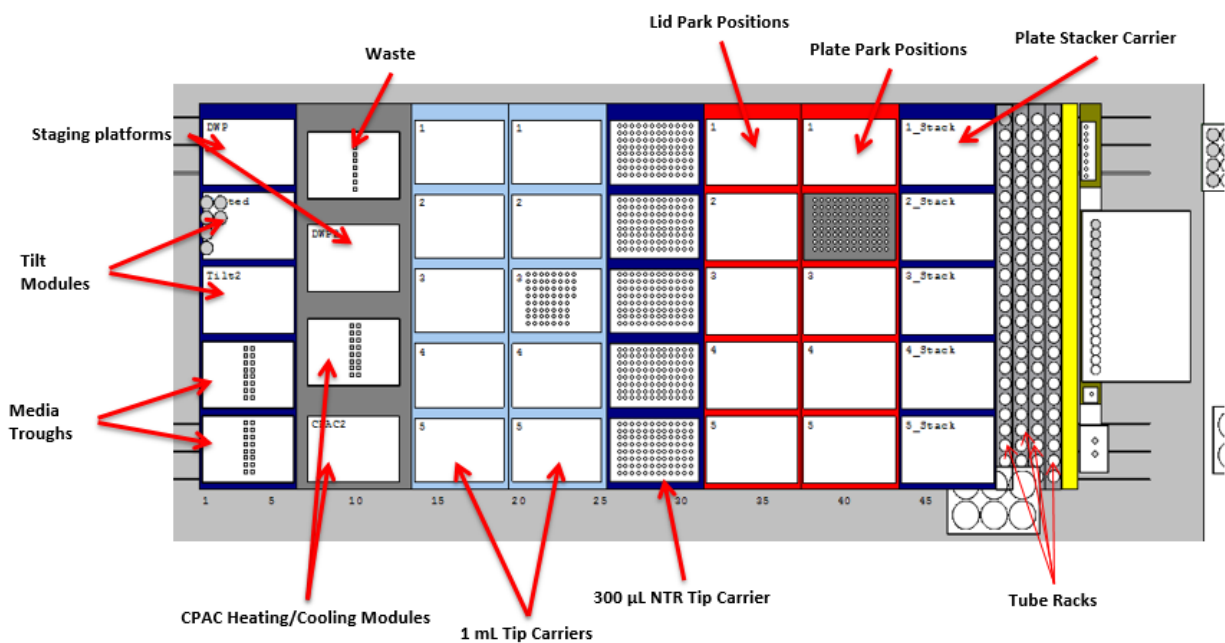 Lid Park Positions
Plate Park Positions
Plate Stacker Carrier
Waste
Staging platforms
DWP
1
1
1
1
1_Stack
ted
2
2
2
2
2_Stack
Tilt
Modules
Tilt2
3
3
3
3
3_Stack
4
4
4
4
4_Stack
Media
Troughs
CPAC2
5
5
5
5
5_Stack
1 5 10 15 20 25 30 35 40 45
CPAC Heating/Cooling Modules
1 mL Tip Carriers
300 µL NTR Tip Carrier
Tube Racks